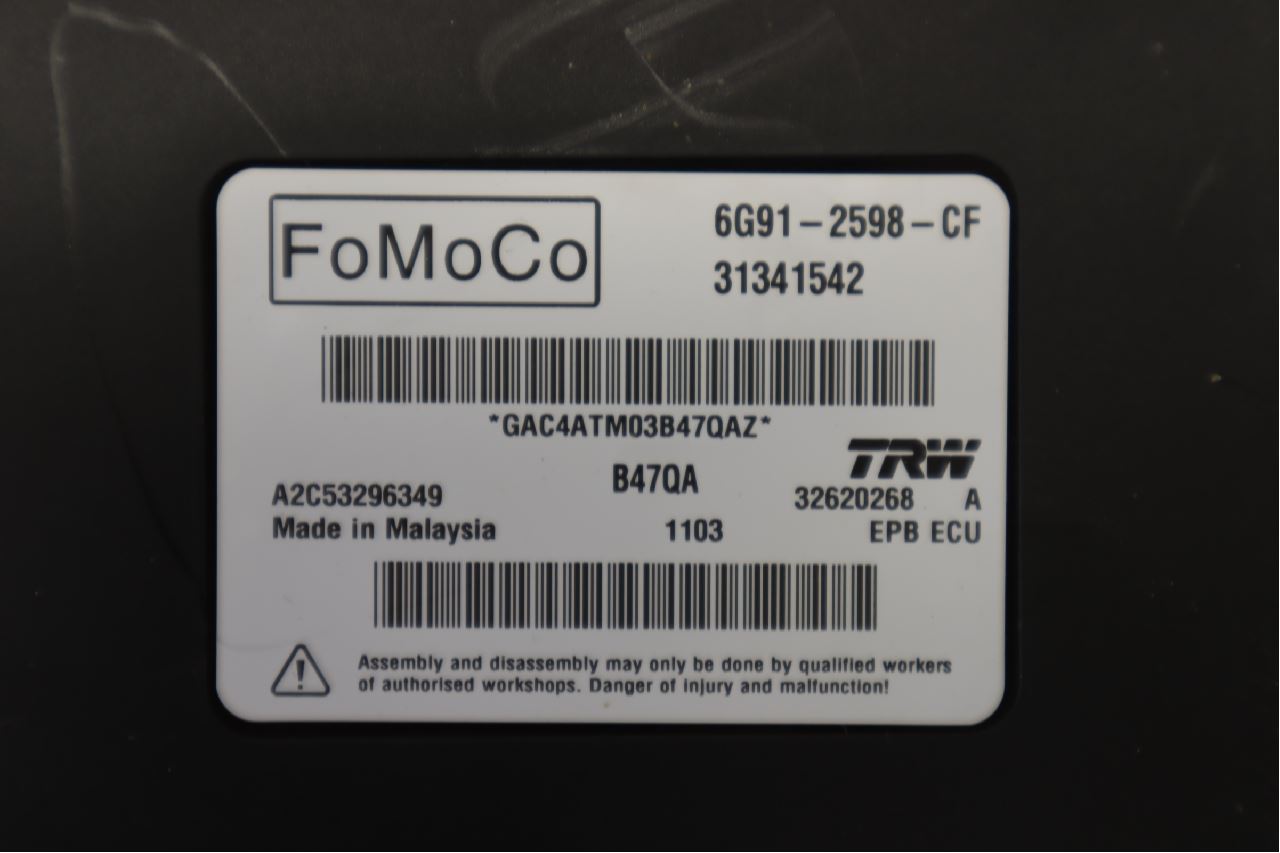 FoMoCo
6G91-2598-CF
31341542
*GAC4ATM03B47QAZ*
TRW
B47QA
A2C53296349
32620268 A
Made in Malaysia
1103
EPB ECU
Assembly and disassembly may only be done by qualified workers
of authorised workshops. Danger of injury and malfunction!